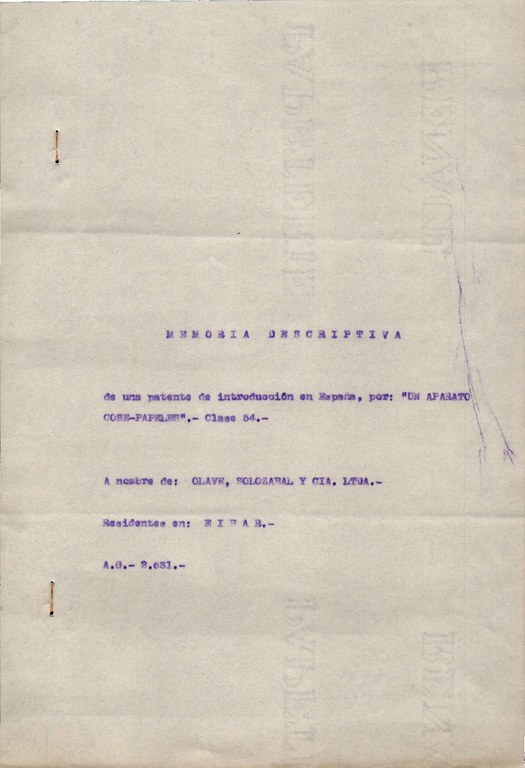 MEMORIA DESCRIPTIVA
de una patente de introducción en España, por: "UN APARATO
COSE-PAPELES".- Clase 54.-
A nombre de: OLAVE, SOLOZABAL Y CIA. LTDA.-
Residentes en: EIBAR.-
A.G.- 2.631.-